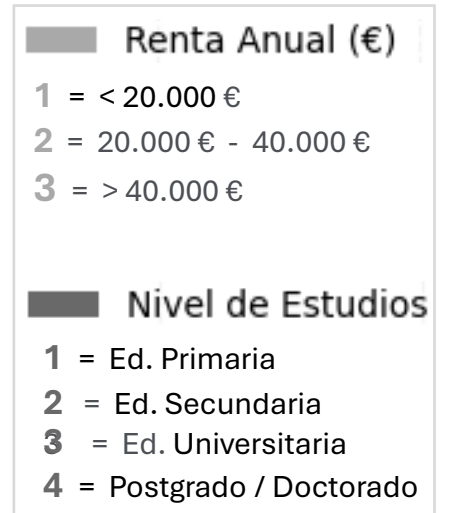 Renta Anual (€)
1 = < 20.000 €
2 = 20.000 € - 40.000 €
3 = > 40.000 €
Nivel de Estudios
1 = Ed. Primaria
2 = Ed. Secundaria
3 = Ed. Universitaria
4 = Postgrado / Doctorado